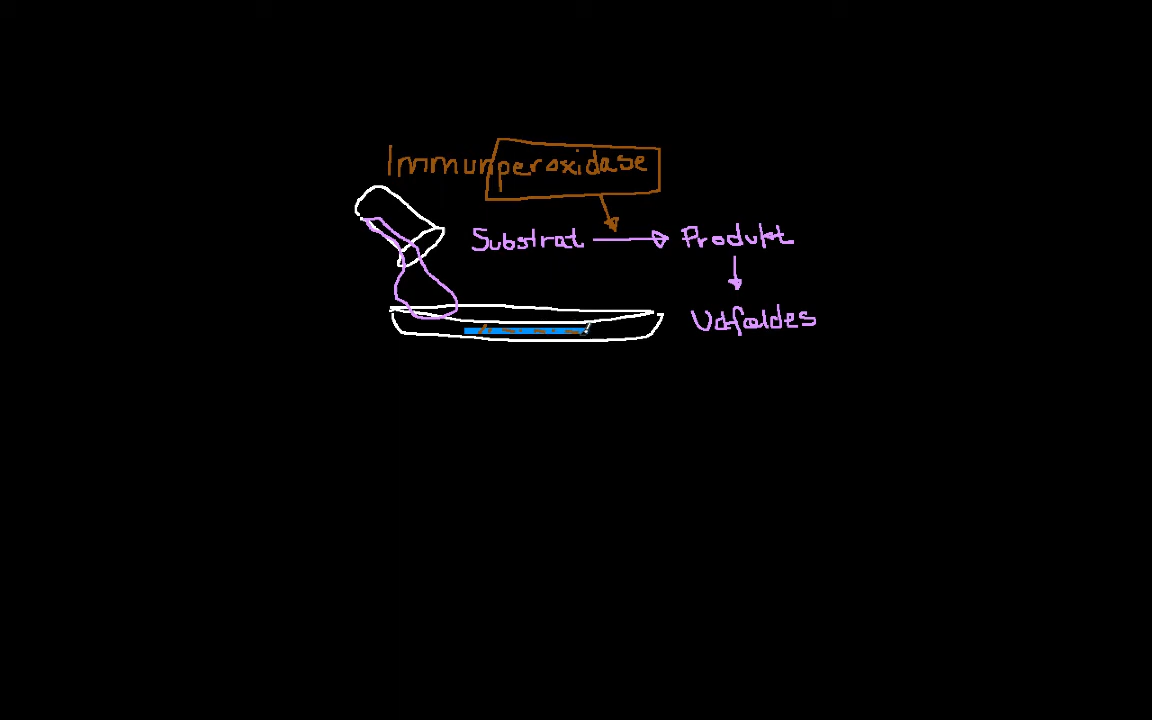 Immunperoxidase
Substrat → Produkt
Udfældes